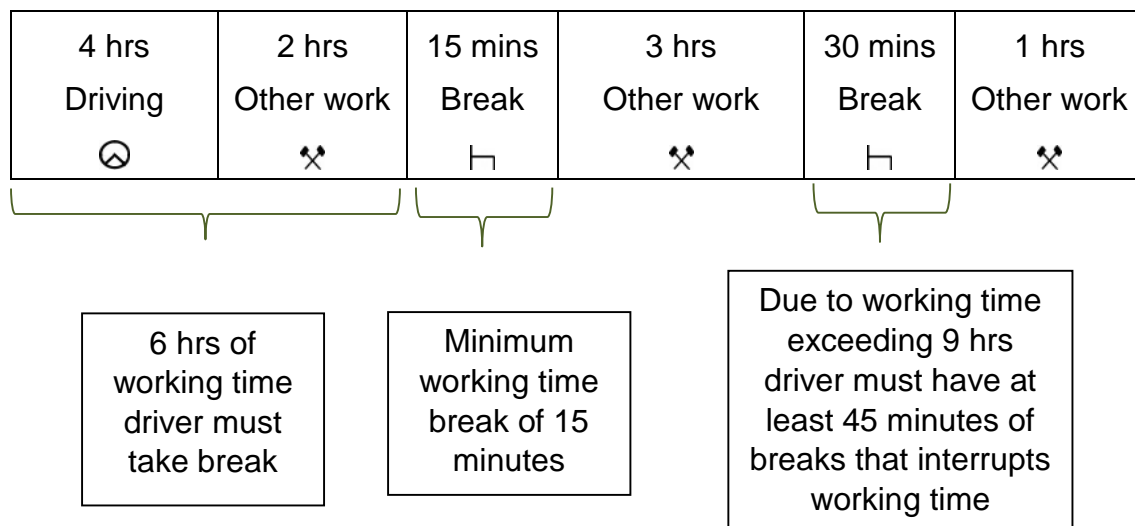 4 hrs
Driving
2 hrs
Other work
15 mins
Break
3 hrs
Other work
30 mins
Break
1 hrs
Other work
6 hrs of
working time
driver must
take break
Minimum
working time
break of 15
minutes
Due to working time
exceeding 9 hrs
driver must have at
least 45 minutes of
breaks that interrupts
working time